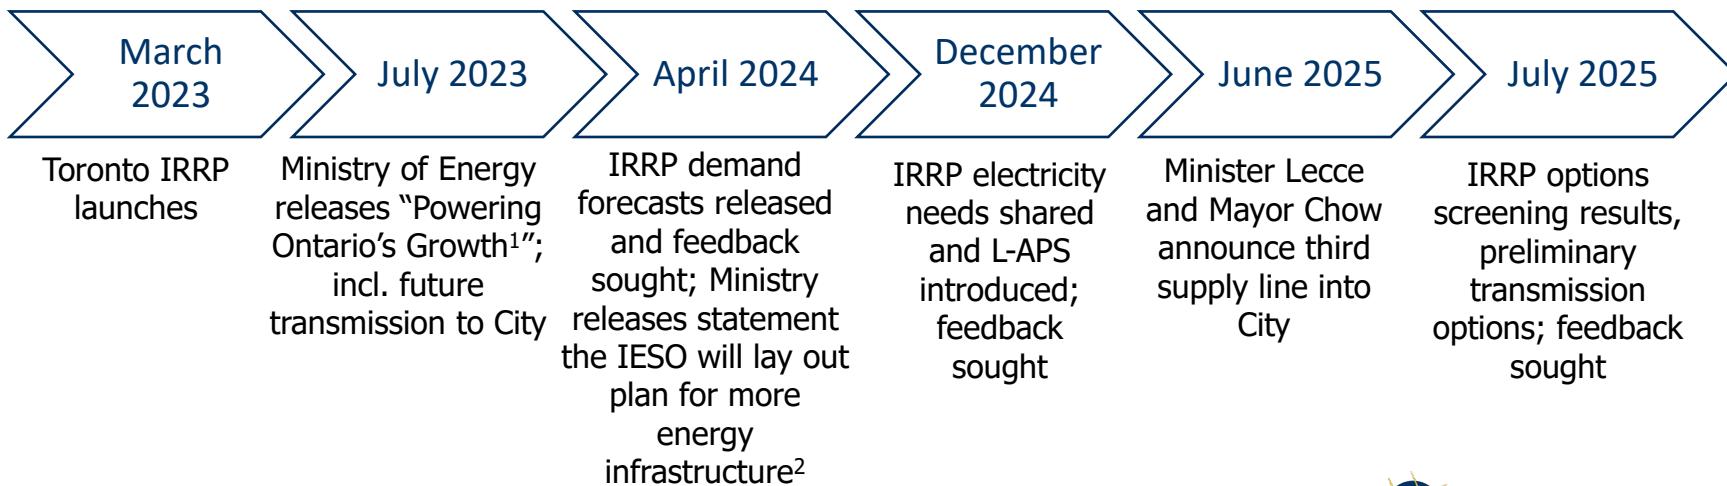 March
2023
July 2023
April 2024
December
2024
June 2025
July 2025
Toronto IRRP
launches
Ministry of Energy
releases “Powering
Ontario’s Growth¹”;
incl. future
transmission to City
IRRP demand
forecasts released
and feedback
sought; Ministry
releases statement
the IESO will lay out
plan for more
energy
infrastructure²
IRRP electricity
needs shared
and L-APS
introduced;
feedback
sought
Minister Lecce
and Mayor Chow
announce third
supply line into
City
IRRP options
screening results,
preliminary
transmission
options; feedback
sought